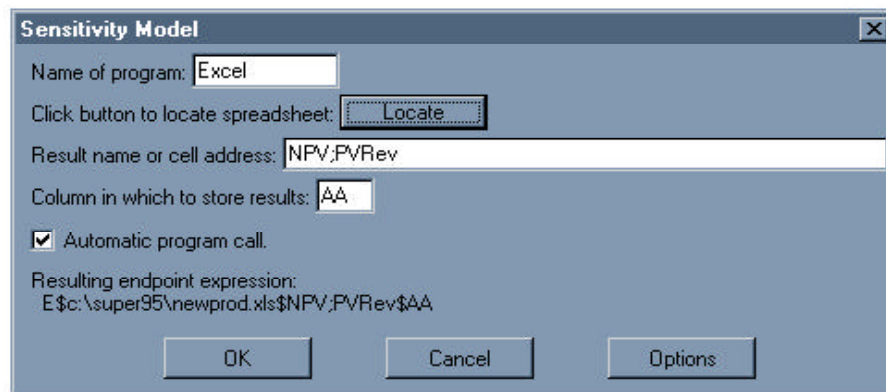 Sensitivity Model
Name of program: Excel
Click button to locate spreadsheet: Locate
Result name or cell address: NPV;PVRev
Column in which to store results: AA
Automatic program call.
Resulting endpoint expression:
E$c:\super95\newprod.xls$NPV;PVRev$AA
OK Cancel Options